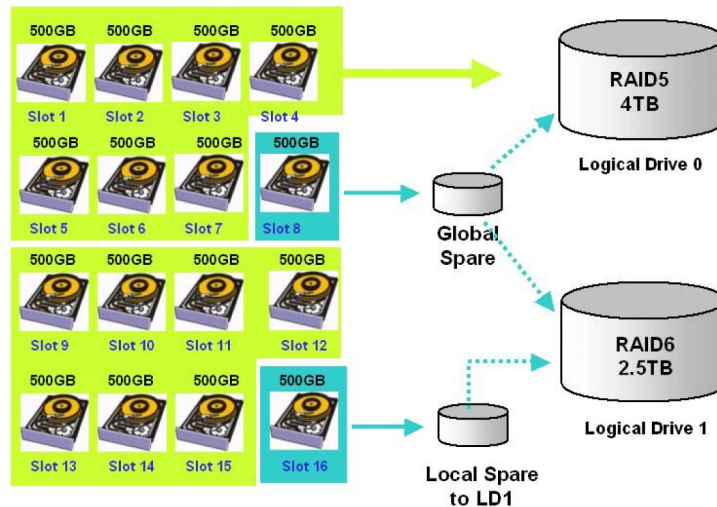 500GB 500GB 500GB 500GB
Slot 1 Slot 2 Slot 3 Slot 4
500GB 500GB 500GB 500GB
Slot 5 Slot 6 Slot 7 Slot 8
500GB 500GB 500GB 500GB
Slot 9 Slot 10 Slot 11 Slot 12
500GB 500GB 500GB 500GB
Slot 13 Slot 14 Slot 15 Slot 16
RAID5
4TB
Logical Drive 0
Global
Spare
RAID6
2.5TB
Logical Drive 1
Local Spare
to LD1